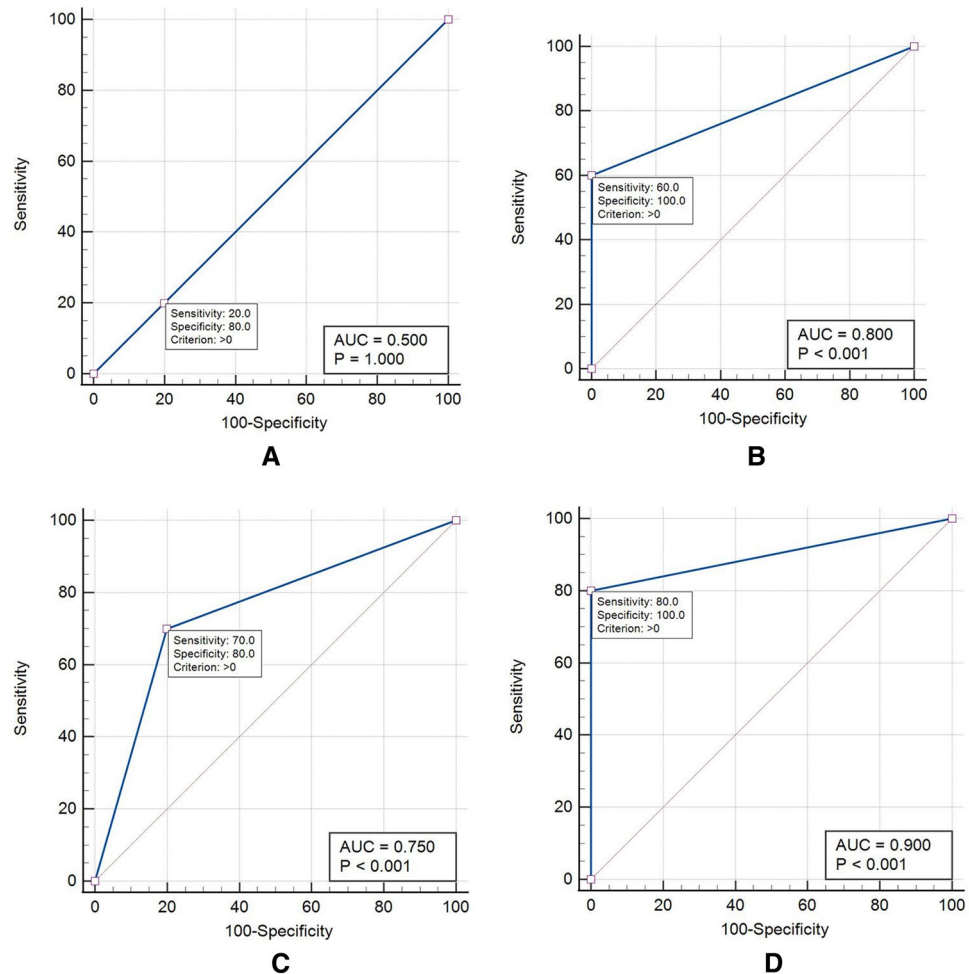 100
80
60
40
20
0
Sensitivity
Sensitivity: 20.0
Specificity: 80.0
Criterion: >0
AUC = 0.500
P = 1.000
0 20 40 60 80 100
100-Specificity
A
100
80
60
40
20
0
Sensitivity
Sensitivity: 60.0
Specificity: 100.0
Criterion: >0
AUC = 0.800
P < 0.001
0 20 40 60 80 100
100-Specificity
B
100
80
60
40
20
0
Sensitivity
Sensitivity: 70.0
Specificity: 80.0
Criterion: >0
AUC = 0.750
P < 0.001
0 20 40 60 80 100
100-Specificity
C
100
80
60
40
20
0
Sensitivity
Sensitivity: 80.0
Specificity: 100.0
Criterion: >0
AUC = 0.900
P < 0.001
0 20 40 60 80 100
100-Specificity
D